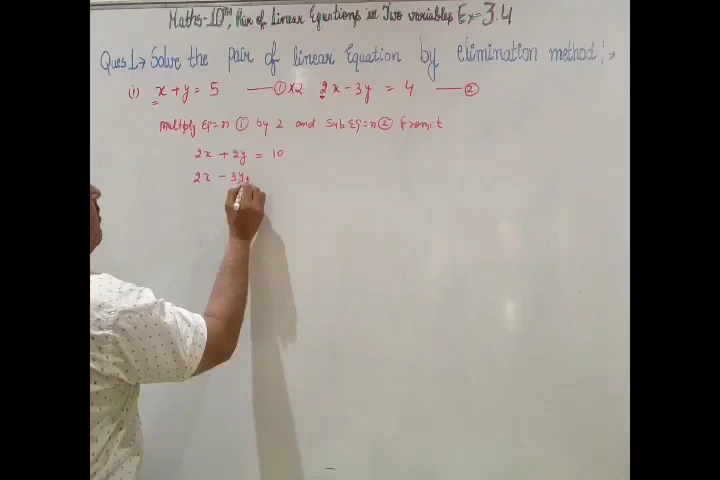 Maths-10th, Pair of Linear Equations in Two variables Ex-3.4
Ques 1→ Solve the pair of linear Equation by elimination method:→
(i) x + y = 5 —— ① ×2 2x - 3y = 4 —— ②
multiply Eq=n ① by 2 and Sub. Eq=n ② from it
2x + 2y = 10
2x - 3y